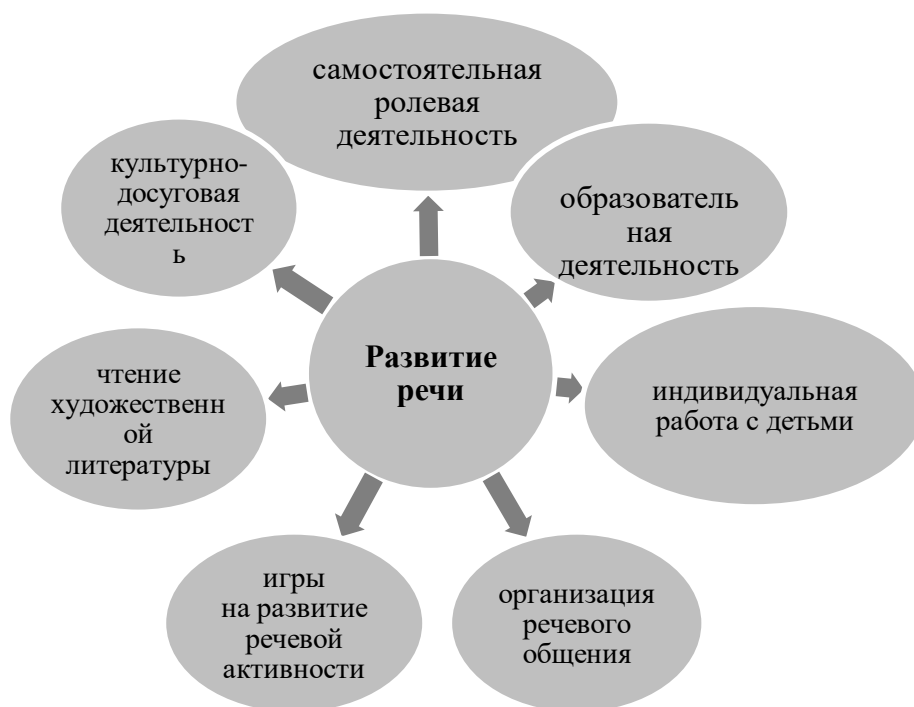 самостоятельная
ролевая
деятельность
культурно-
досуговая
деятельност
ь
образователь
ная
деятельность
Развитие
речи
чтение
художественн
ой
литературы
индивидуальная
работа с детьми
игры
на развитие
речевой
активности
организация
речевого
общения